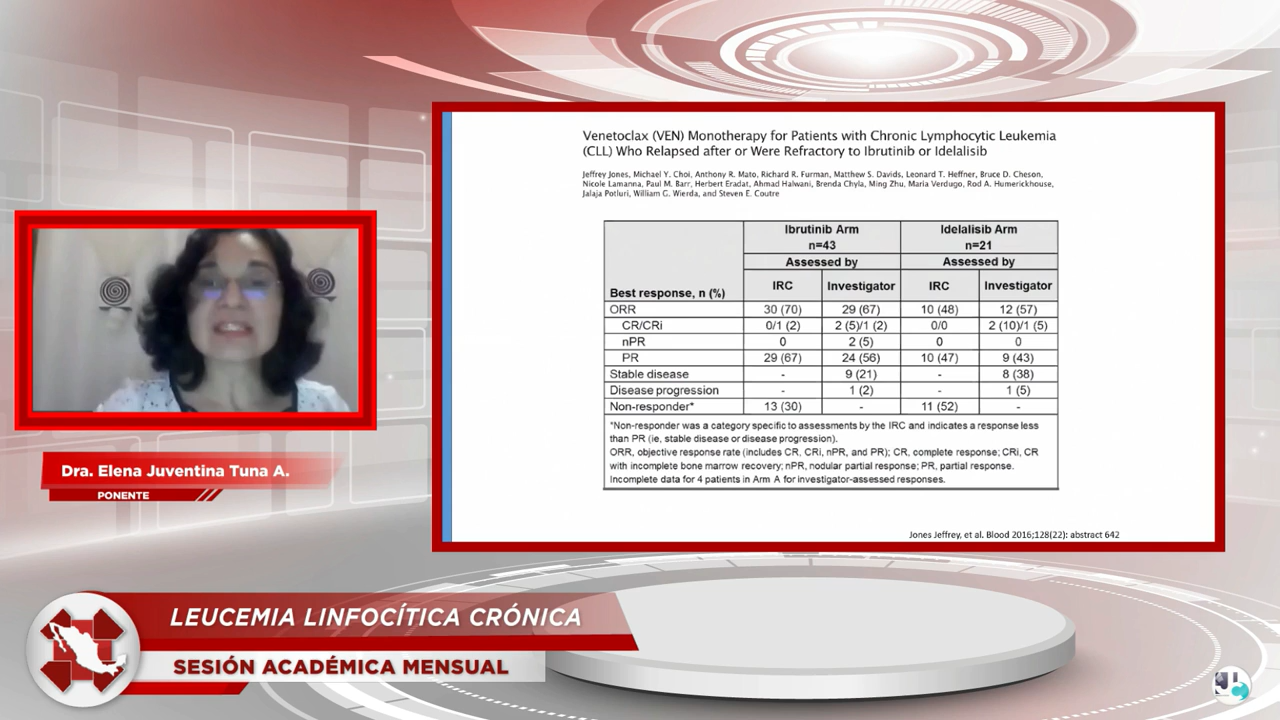 Venetoclax (VEN) Monotherapy for Patients with Chronic Lymphocytic Leukemia
(CLL) Who Relapsed after or Were Refractory to Ibrutinib or Idelalisib
Jeffrey Jones, Michael Y. Choi, Anthony R. Mato, Richard R. Furman, Matthew S. Davids, Leonard T. Heffner, Bruce D. Cheson,
Nicole Lamanna, Paul M. Barr, Herbert Eradat, Ahmad Halwani, Brenda Chyla, Ming Zhu, Maria Verdugo, Rod A. Humerickhouse,
Jalaja Potluri, William G. Wierda, and Steven E. Coutre
Ibrutinib Arm Idelalisib Arm
n=43 n=21
Assessed by Assessed by
Best response, n (%) IRC Investigator IRC Investigator
ORR 30 (70) 29 (67) 10 (48) 12 (57)
CR/CRi 0/1 (2) 2 (5)/1 (2) 0/0 2 (10)/1 (5)
nPR 0 2 (5) 0 0
PR 29 (67) 24 (56) 10 (47) 9 (43)
Stable disease - 9 (21) - 8 (38)
Disease progression - 1 (2) - 1 (5)
Non-responder* 13 (30) - 11 (52) -
*Non-responder was a category specific to assessments by the IRC and indicates a response less
than PR (ie, stable disease or disease progression).
ORR, objective response rate (includes CR, CRi, nPR, and PR); CR, complete response; CRi, CR
with incomplete bone marrow recovery; nPR, nodular partial response; PR, partial response.
Incomplete data for 4 patients in Arm A for investigator-assessed responses.
Jones Jeffrey, et al. Blood 2016;128(22): abstract 642
Dra. Elena Juventina Tuna A.
PONENTE
LEUCEMIA LINFOCÍTICA CRÓNICA
SESIÓN ACADÉMICA MENSUAL